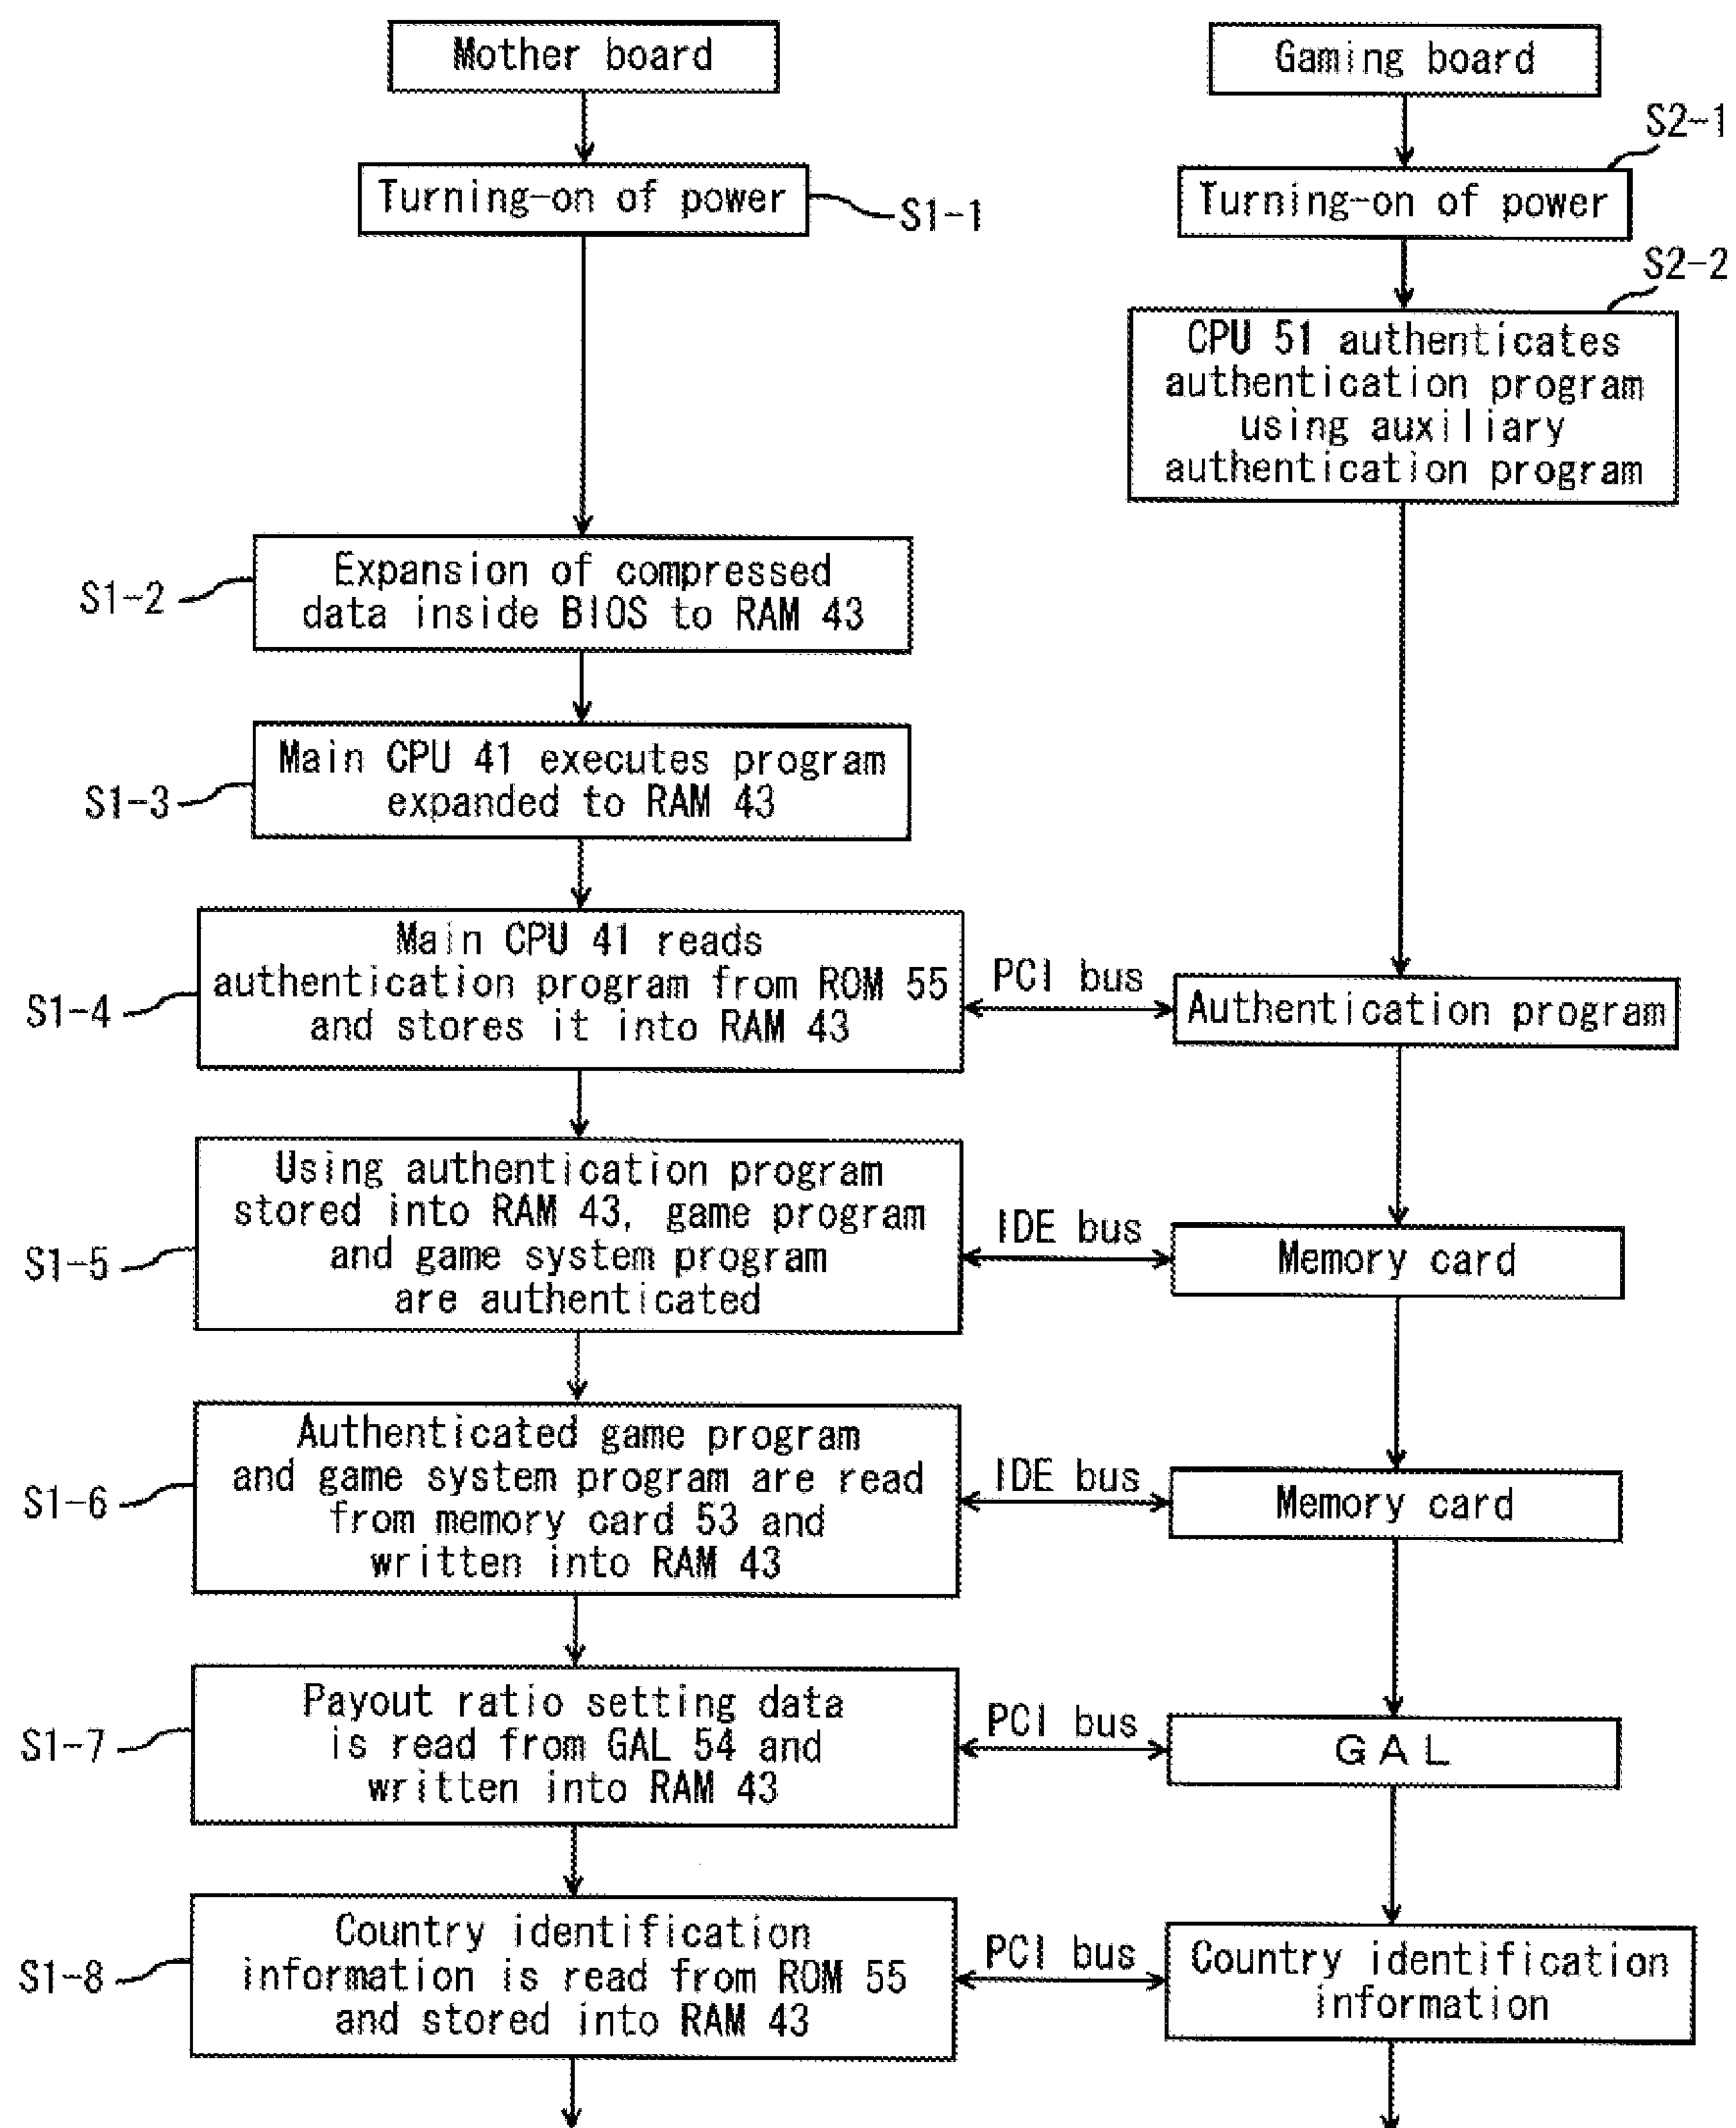 Mother board
Gaming board
S2-1
Turning-on of power
S1-1
Turning-on of power
S2-2
CPU 51 authenticates
authentication program
using auxiliary
authentication program
S1-2
Expansion of compressed
data inside BIOS to RAM 43
S1-3
Main CPU 41 executes program
expanded to RAM 43
S1-4
Main CPU 41 reads
authentication program from ROM 55
and stores it into RAM 43
PCI bus
Authentication program
S1-5
Using authentication program
stored into RAM 43, game program
and game system program
are authenticated
IDE bus
Memory card
S1-6
Authenticated game program
and game system program are read
from memory card 53 and
written into RAM 43
IDE bus
Memory card
S1-7
Payout ratio setting data
is read from GAL 54 and
written into RAM 43
PCI bus
GAL
S1-8
Country identification
information is read from ROM 55
and stored into RAM 43
PCI bus
Country identification
information